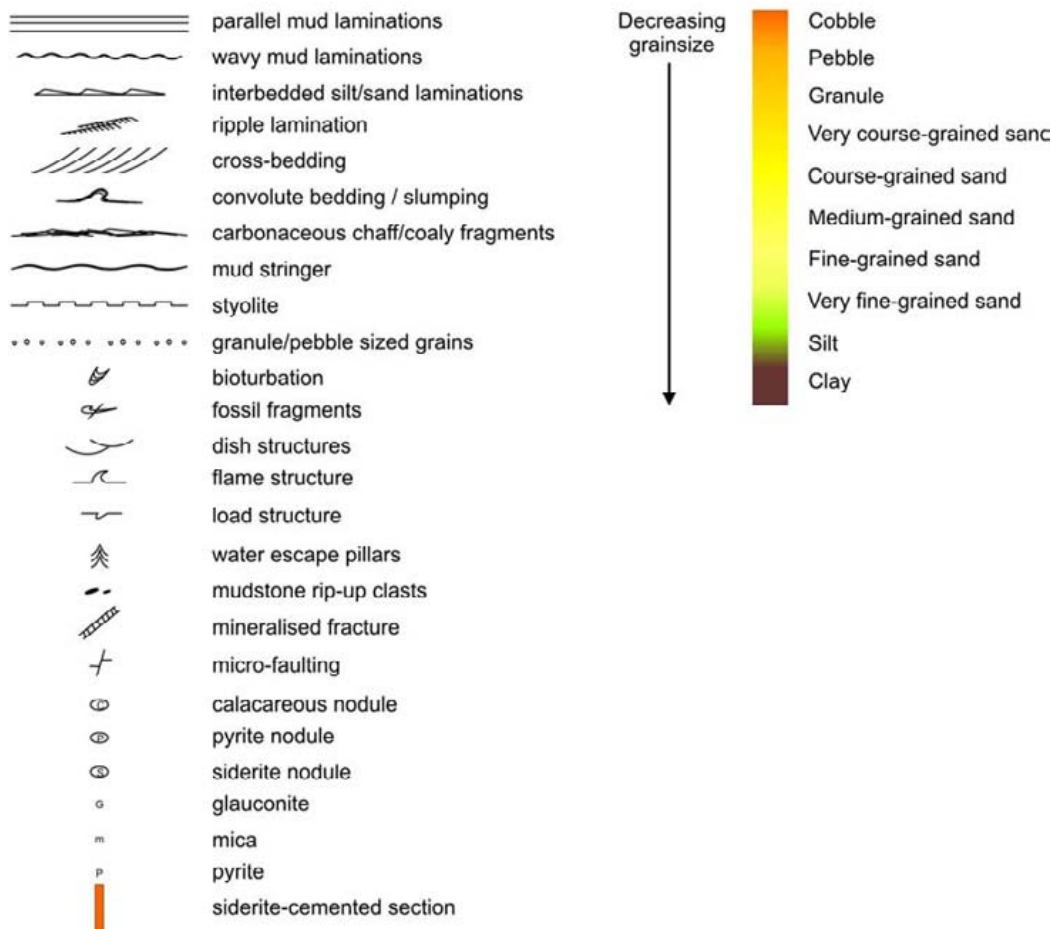 parallel mud laminations
wavy mud laminations
interbedded silt/sand laminations
ripple lamination
cross-bedding
convolute bedding / slumping
carbonaceous chaff/coaly fragments
mud stringer
styolite
granule/pebble sized grains
bioturbation
fossil fragments
dish structures
flame structure
load structure
water escape pillars
mudstone rip-up clasts
mineralised fracture
micro-faulting
C calacareous nodule
P pyrite nodule
S siderite nodule
G glauconite
m mica
P pyrite
siderite-cemented section
Decreasing
grainsize
Cobble
Pebble
Granule
Very course-grained sand
Course-grained sand
Medium-grained sand
Fine-grained sand
Very fine-grained sand
Silt
Clay